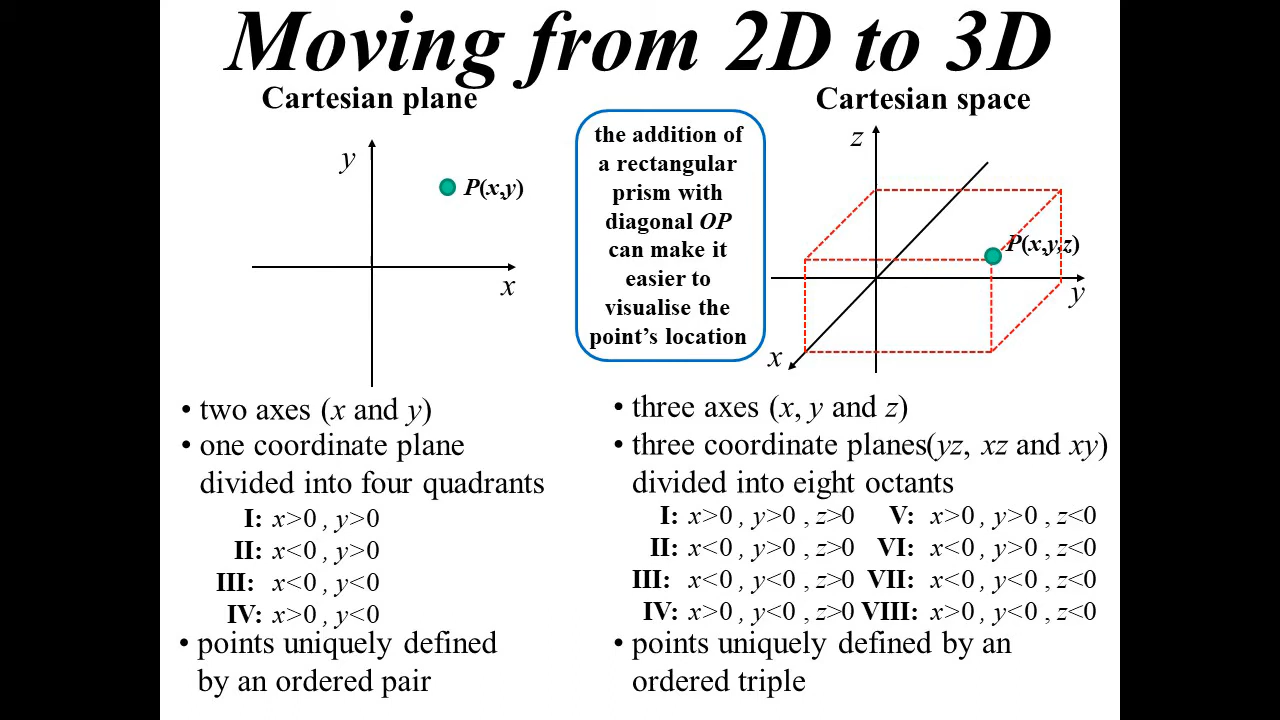 Moving from 2D to 3D
Cartesian plane
y
P(x,y)
x
the addition of
a rectangular
prism with
diagonal OP
can make it
easier to
visualise the
point's location
Cartesian space
z
P(x,y,z)
y
x
• two axes (x and y)
• one coordinate plane
divided into four quadrants
I: x>0 , y>0
II: x<0 , y>0
III: x<0 , y<0
IV: x>0 , y<0
• points uniquely defined
by an ordered pair
• three axes (x, y and z)
• three coordinate planes(yz, xz and xy)
divided into eight octants
I: x>0 , y>0 , z>0 V: x>0 , y>0 , z<0
II: x<0 , y>0 , z>0 VI: x<0 , y>0 , z<0
III: x<0 , y<0 , z>0 VII: x<0 , y<0 , z<0
IV: x>0 , y<0 , z>0 VIII: x>0 , y<0 , z<0
• points uniquely defined by an
ordered triple